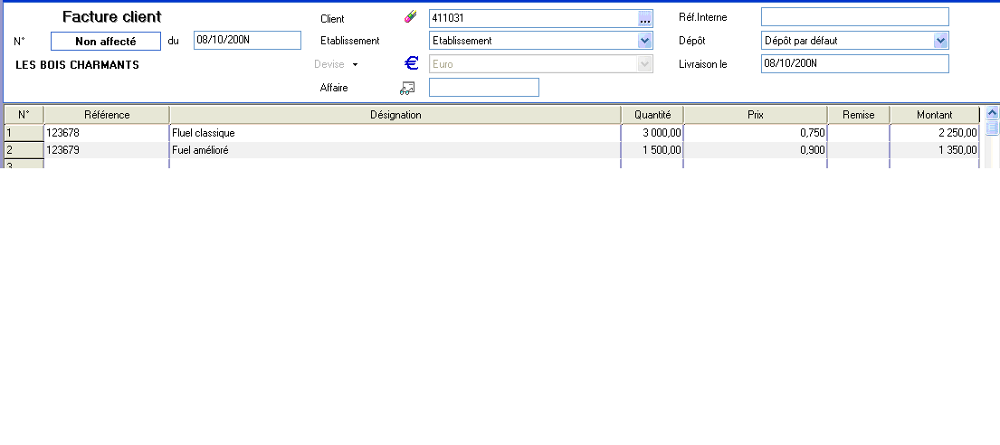 Facture client
Client 411031 ... Réf.Interne
N° Non affecté du 08/10/200N Etablissement Etablissement Dépôt Dépôt par défaut
LES BOIS CHARMANTS Devise € Euro Livraison le 08/10/200N
Affaire
N° Référence Désignation Quantité Prix Remise Montant
1 123678 Fluel classique 3 000,00 0,750 2 250,00
2 123679 Fuel amélioré 1 500,00 0,900 1 350,00
3